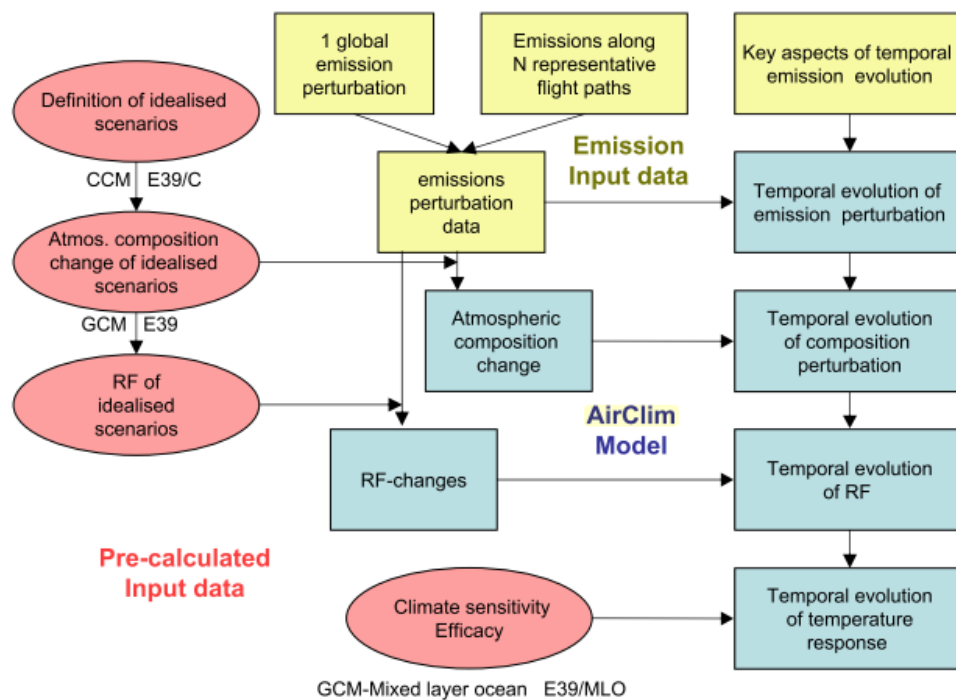 1 global
emission
perturbation
Emissions along
N representative
flight paths
Key aspects of temporal
emission evolution
Definition of idealised
scenarios
CCM E39/C
Emission
Input data
emissions
perturbation
data
Temporal evolution of
emission perturbation
Atmos. composition
change of idealised
scenarios
GCM E39
Atmospheric
composition
change
Temporal evolution
of composition
perturbation
RF of
idealised
scenarios
AirClim
Model
RF-changes
Temporal evolution
of RF
Pre-calculated
Input data
Climate sensitivity
Efficacy
Temporal evolution
of temperature
response
GCM-Mixed layer ocean E39/MLO